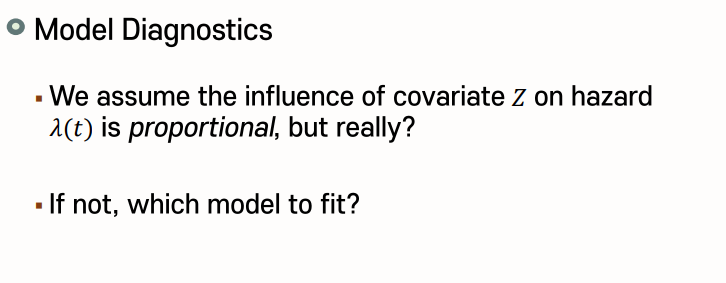 Model Diagnostics
We assume the influence of covariate Z on hazard
λ(t) is proportional, but really?
If not, which model to fit?